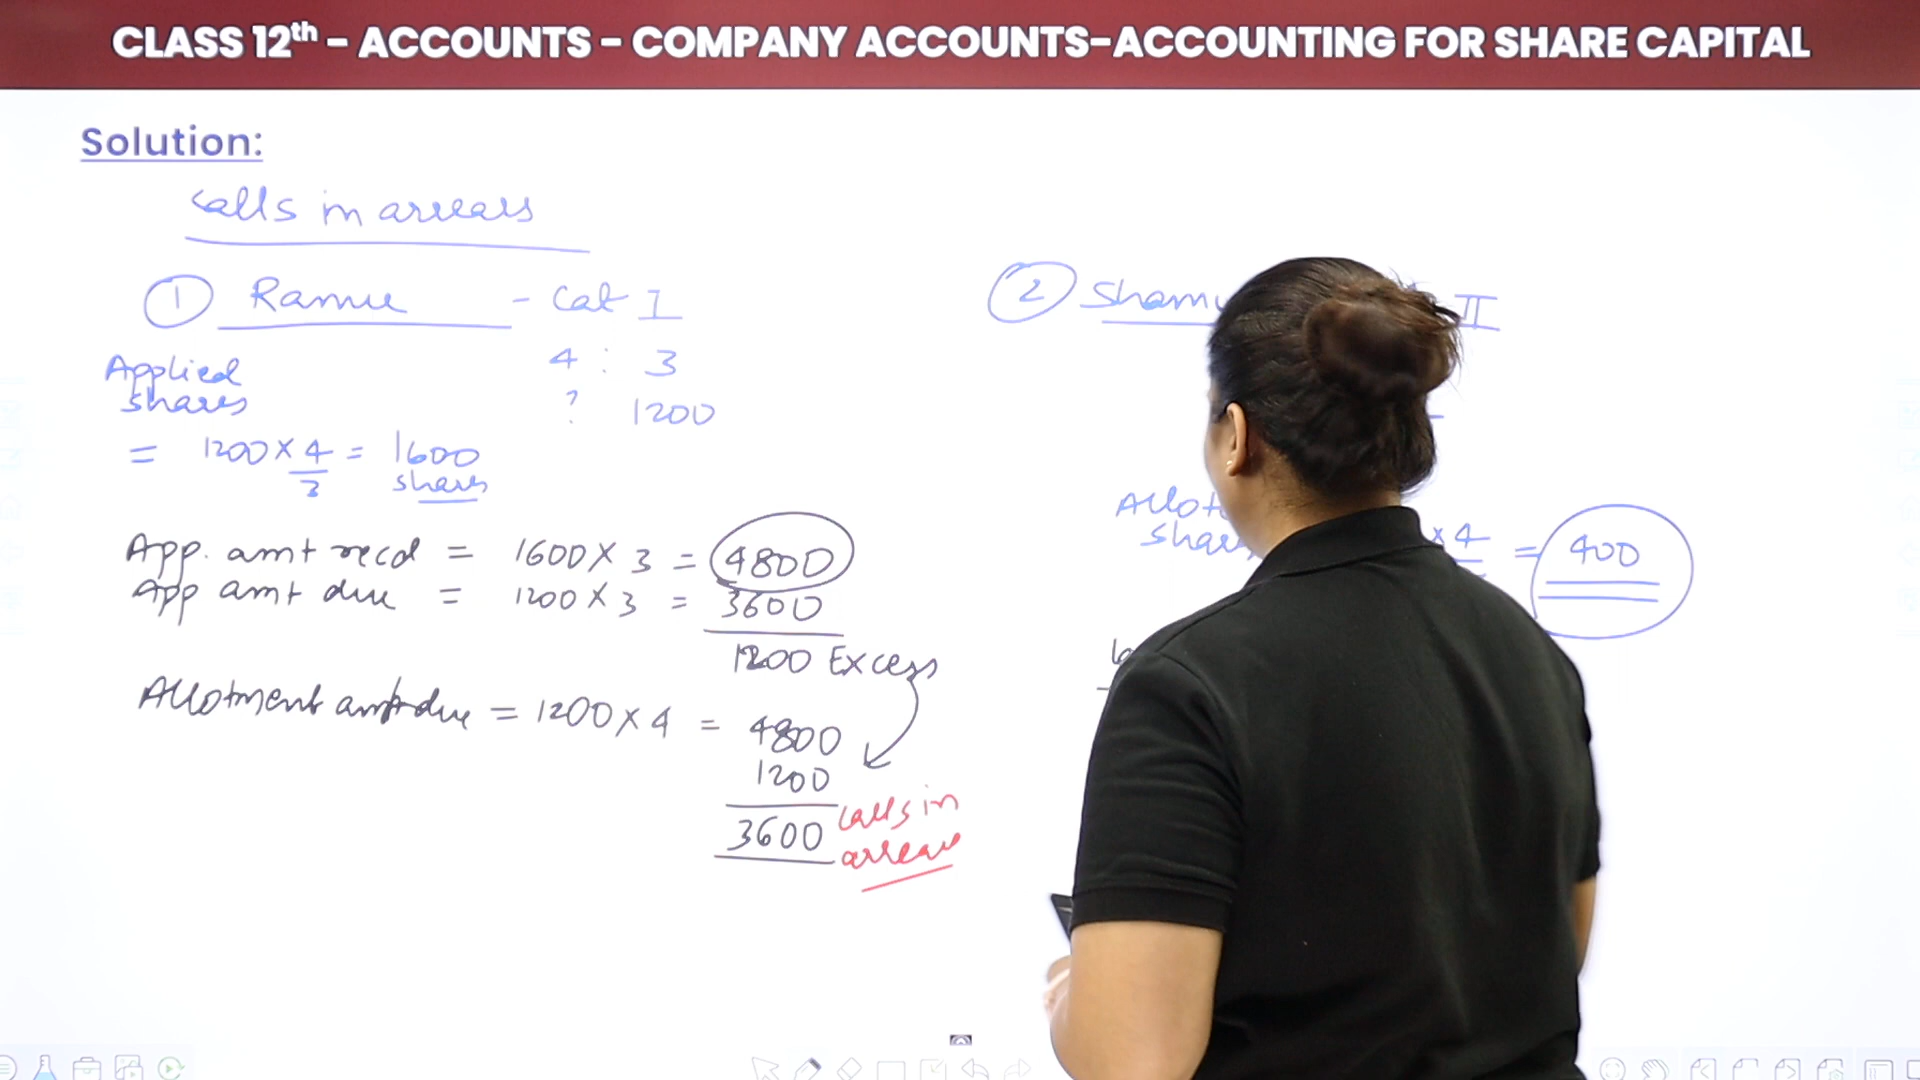 CLASS 12th - ACCOUNTS - COMPANY ACCOUNTS-ACCOUNTING FOR SHARE CAPITAL
Solution:
Calls in arrears
1 Ramu - Cat I
4 : 3
? 1200
Applied
shares
= 1200 × 4/3 = 1600
shares
App. amt recd = 1600 × 3 = 4800
App amt due = 1200 × 3 = 3600
1200 Excess
Allotment amt due = 1200 × 4 = 4800
1200
3600 calls in
arrear
2 Sham II
Allot
shar × 4 = 400